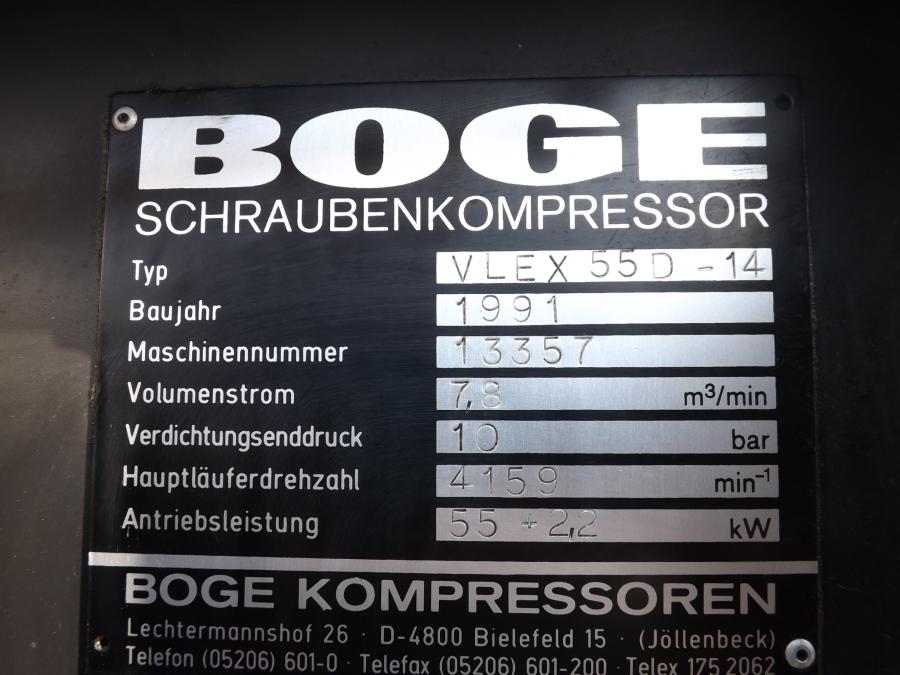 BOGE
SCHRAUBENKOMPRESSOR
Typ VLEX 55 D - 14
Baujahr 1991
Maschinennummer 13357
Volumenstrom 7,8 m³/min
Verdichtungsenddruck 10 bar
Hauptläuferdrehzahl 4159 min⁻¹
Antriebsleistung 55 + 2,2 kW
BOGE KOMPRESSOREN
Lechtermannshof 26 · D-4800 Bielefeld 15 · (Jöllenbeck)
Telefon (05206) 601-0 · Telefax (05206) 601-200 · Telex 175 2062